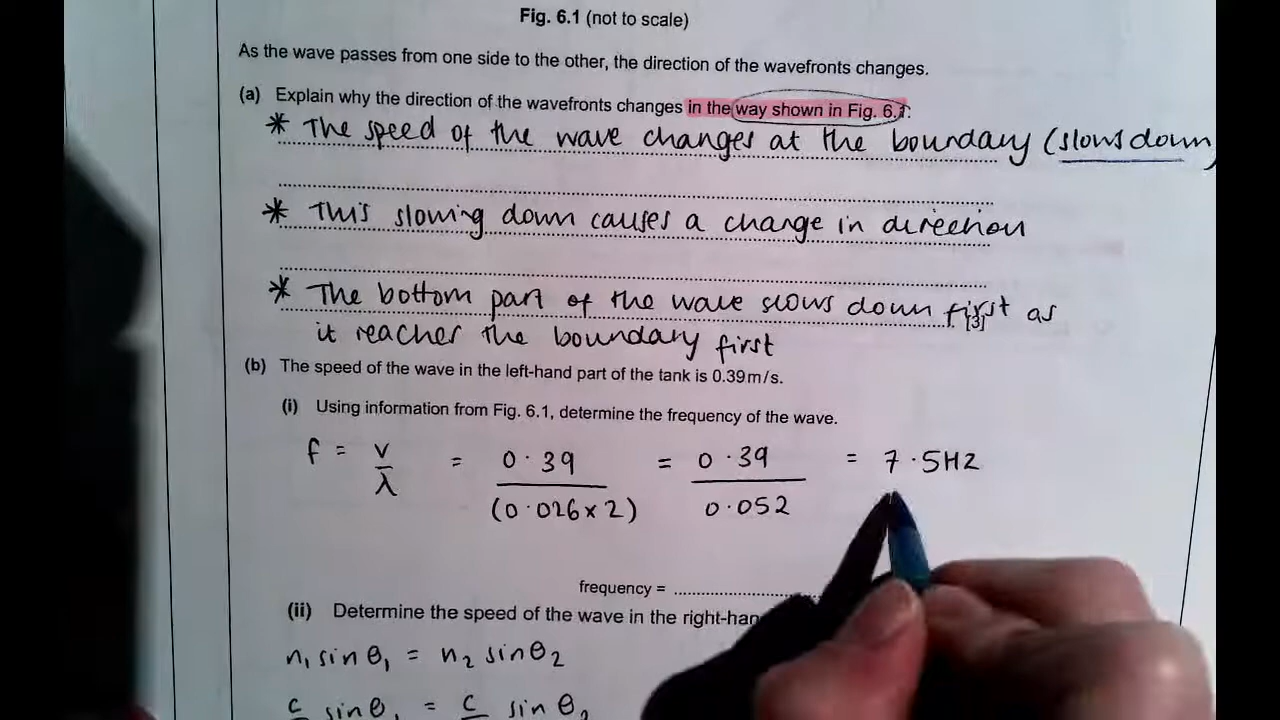 Fig. 6.1 (not to scale)
As the wave passes from one side to the other, the direction of the wavefronts changes.
(a) Explain why the direction of the wavefronts changes in the way shown in Fig. 6.1.
* The speed of the wave changes at the boundary (slows down)
* This slowing down causes a change in direction
* The bottom part of the wave slows down first as
[3]
it reaches the boundary first
(b) The speed of the wave in the left-hand part of the tank is 0.39 m/s.
(i) Using information from Fig. 6.1, determine the frequency of the wave.
f = v/λ = 0.39/(0.026 × 2) = 0.39/0.052 = 7.5HZ
frequency = ........................
(ii) Determine the speed of the wave in the right-han
n₁ sin θ₁ = n₂ sin θ₂
c sin θ₁ = c sin θ₂